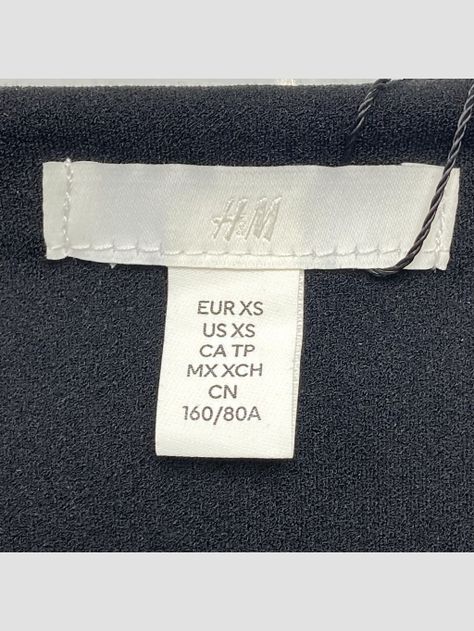 H&M
EUR XS
US XS
CA TP
MX XCH
CN
160/80A